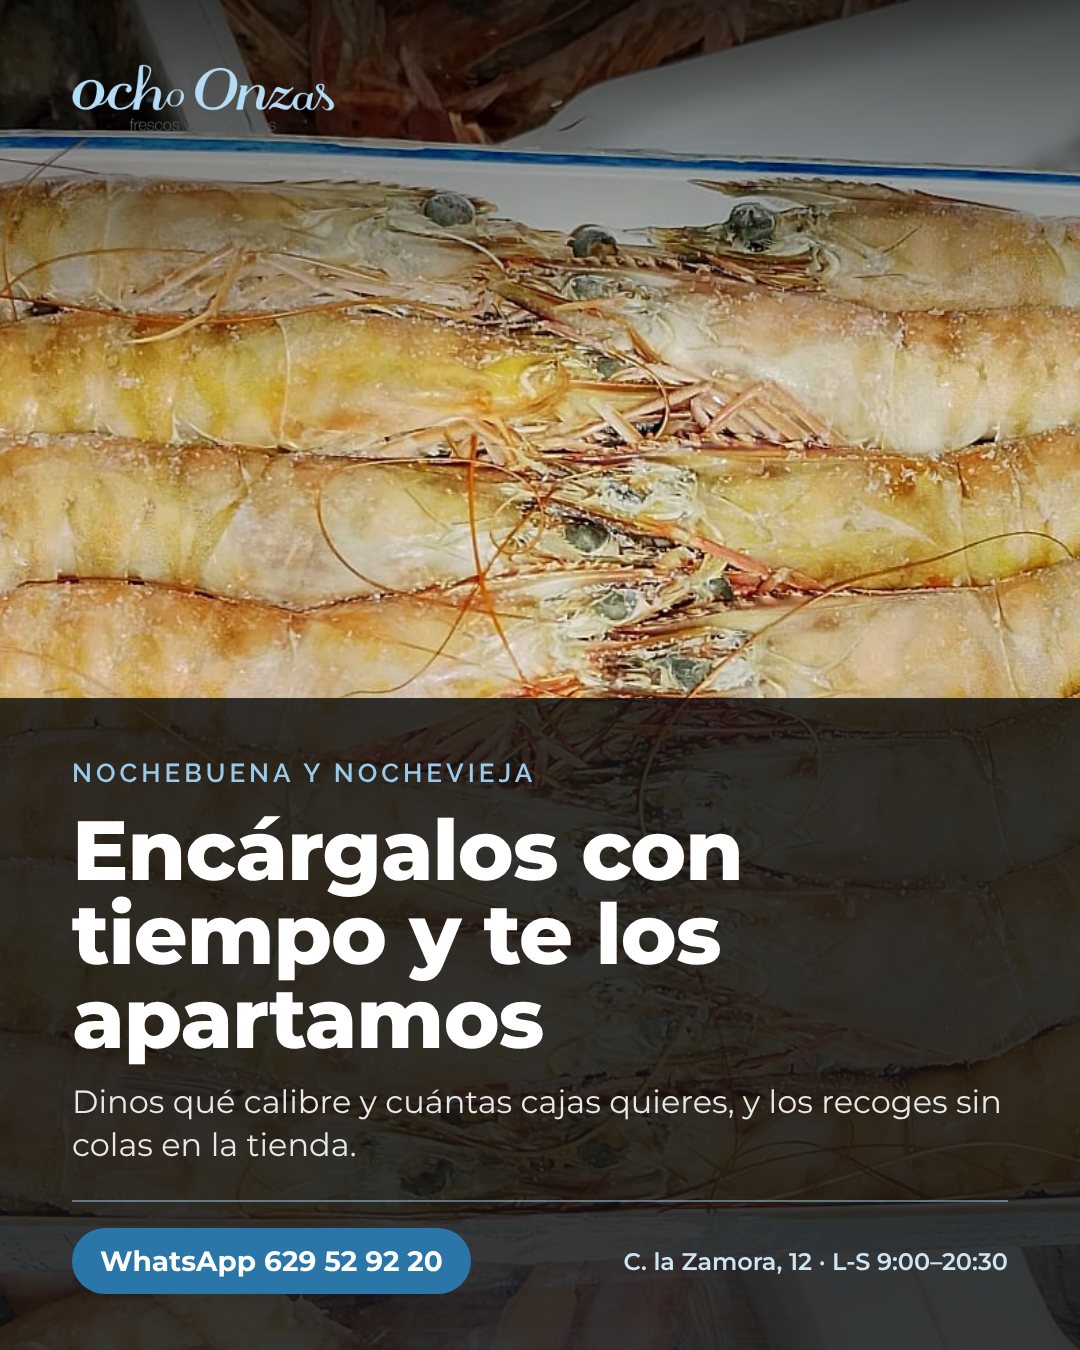 ocho Onzas
frescos
NOCHEBUENA Y NOCHEVIEJA
Encárgalos con
tiempo y te los
apartamos
Dinos qué calibre y cuántas cajas quieres, y los recoges sin
colas en la tienda.
WhatsApp 629 52 92 20
C. la Zamora, 12 · L-S 9:00–20:30